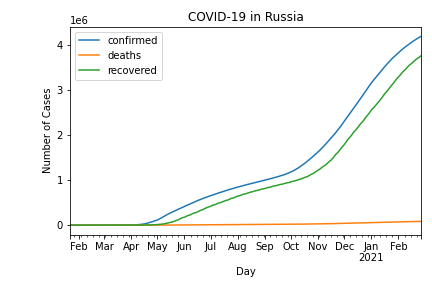 COVID-19 in Russia
1e6
confirmed
deaths
recovered
Number of Cases
4
3
2
1
0
Feb Mar Apr May Jun Jul Aug Sep Oct Nov Dec Jan Feb
2021
Day